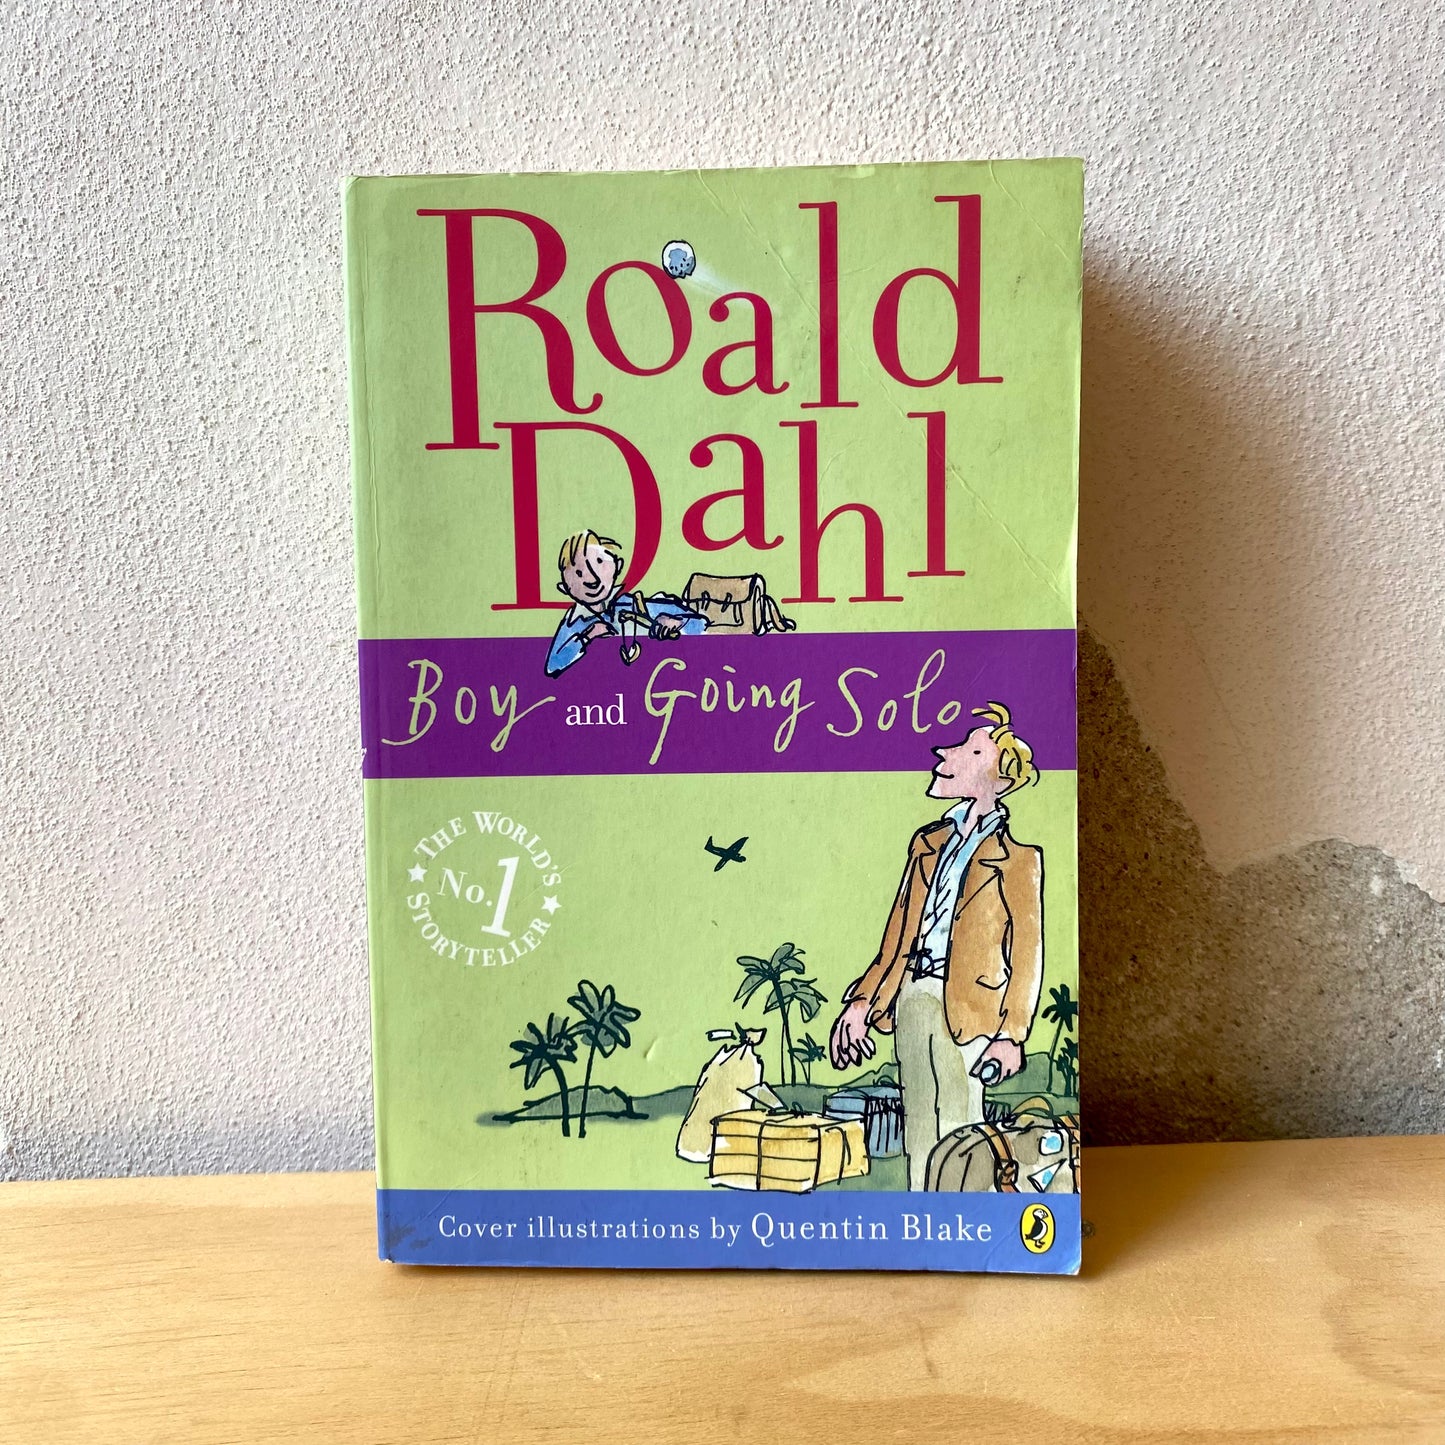 Roald
Dahl
Boy and Going Solo
THE WORLD'S
No.1
STORYTELLER
Cover illustrations by Quentin Blake